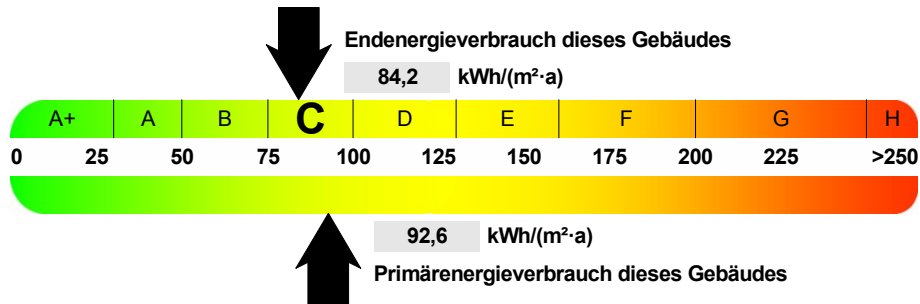 Endenergieverbrauch dieses Gebäudes
84,2 kWh/(m²·a)
A+ A B C D E F G H
0 25 50 75 100 125 150 175 200 225 >250
92,6 kWh/(m²·a)
Primärenergieverbrauch dieses Gebäudes